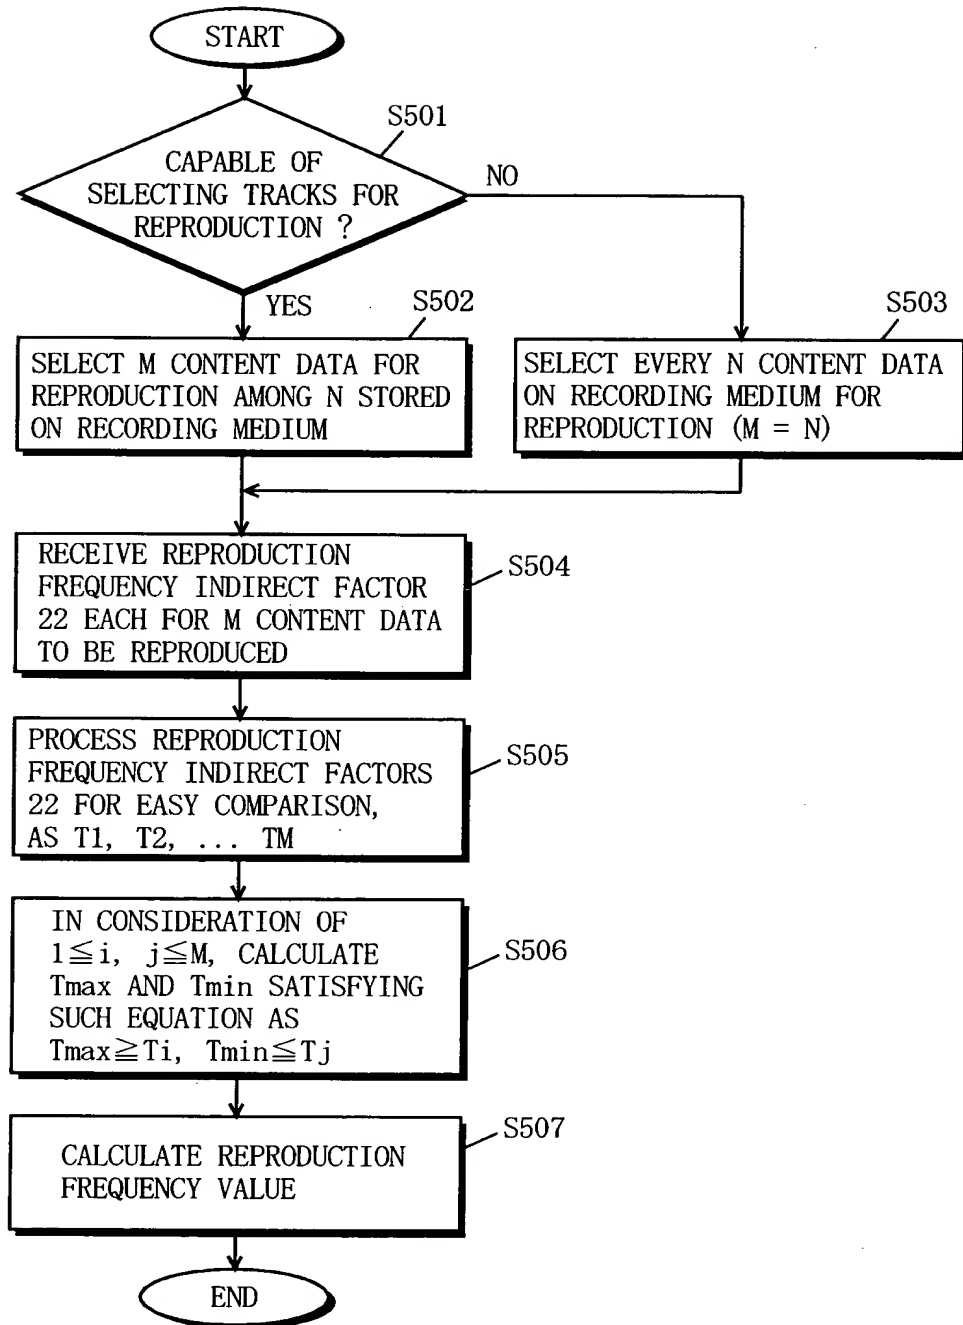 START
S501
CAPABLE OF
SELECTING TRACKS FOR
REPRODUCTION ?
NO
YES
S502
SELECT M CONTENT DATA FOR
REPRODUCTION AMONG N STORED
ON RECORDING MEDIUM
S503
SELECT EVERY N CONTENT DATA
ON RECORDING MEDIUM FOR
REPRODUCTION (M = N)
RECEIVE REPRODUCTION
FREQUENCY INDIRECT FACTOR
22 EACH FOR M CONTENT DATA
TO BE REPRODUCED
S504
PROCESS REPRODUCTION
FREQUENCY INDIRECT FACTORS
22 FOR EASY COMPARISON,
AS T1, T2, ... TM
S505
IN CONSIDERATION OF
1≦i, j≦M, CALCULATE
Tmax AND Tmin SATISFYING
SUCH EQUATION AS
Tmax≧Ti, Tmin≦Tj
S506
CALCULATE REPRODUCTION
FREQUENCY VALUE
S507
END